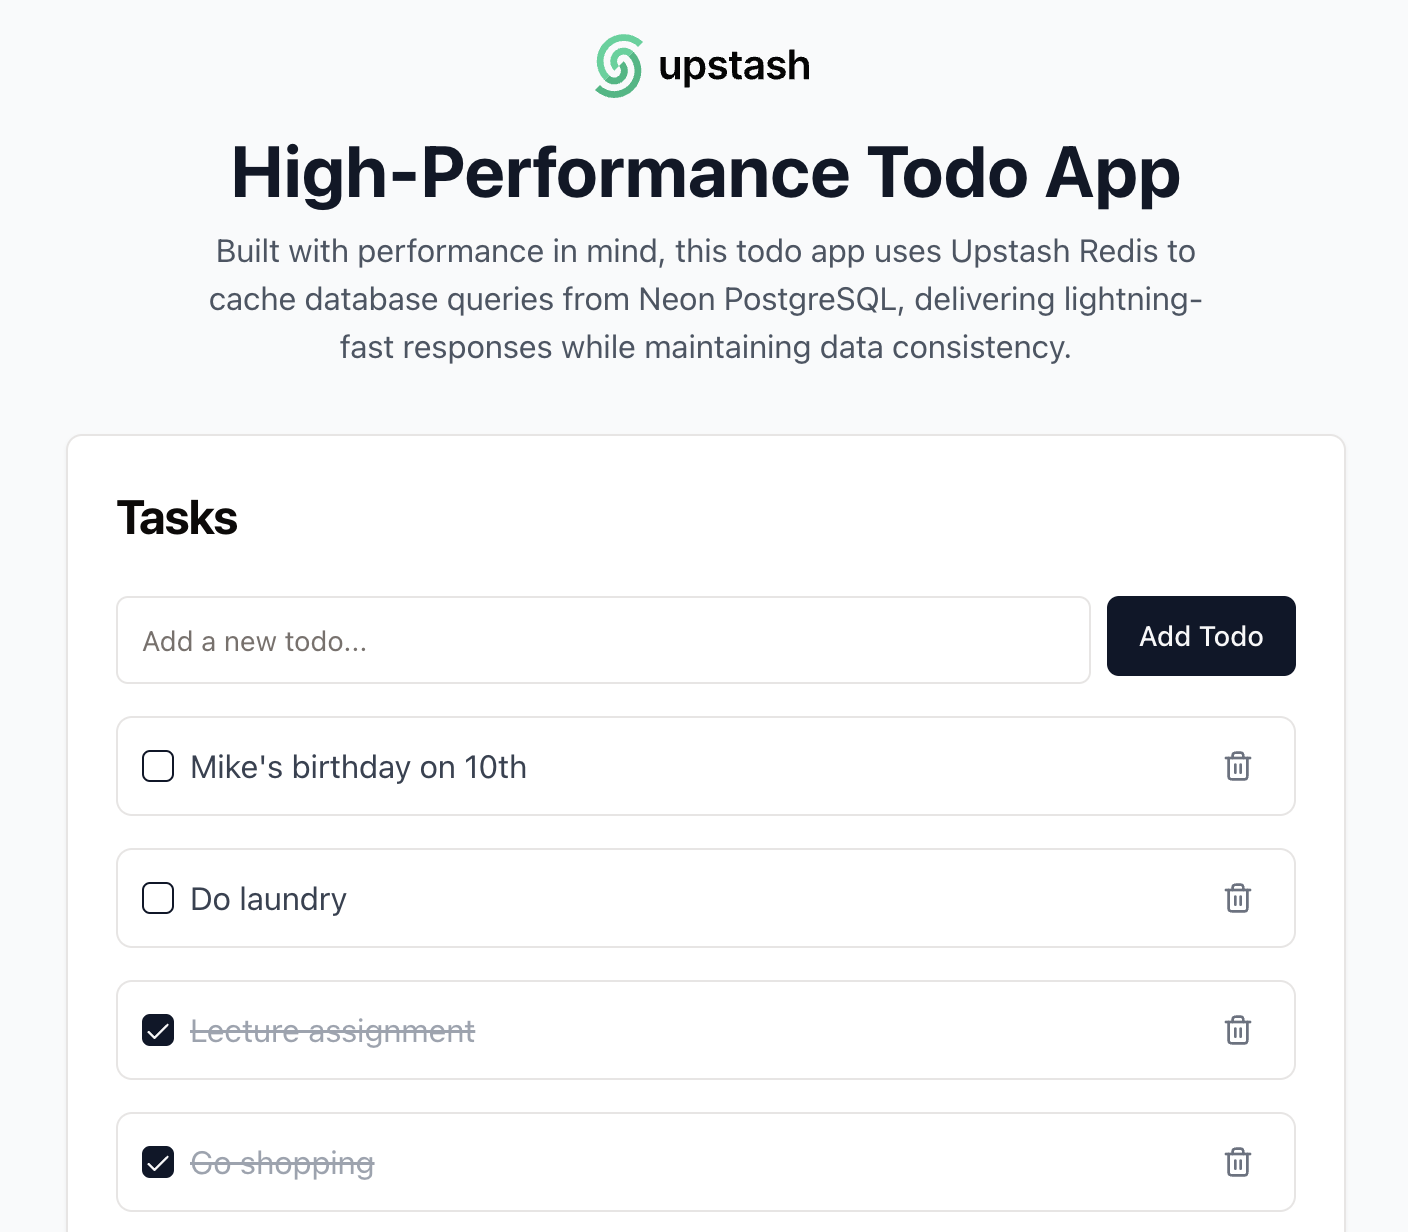 upstash
High-Performance Todo App
Built with performance in mind, this todo app uses Upstash Redis to
cache database queries from Neon PostgreSQL, delivering lightning-
fast responses while maintaining data consistency.
Tasks
Add a new todo...
Add Todo
Mike's birthday on 10th
Do laundry
Lecture assignment
Go shopping